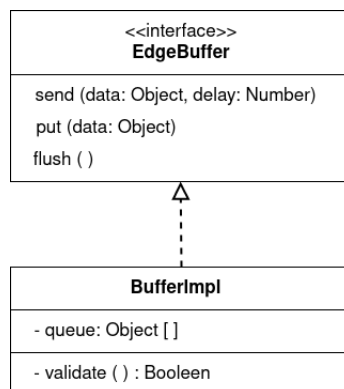 <<interface>>
EdgeBuffer
send (data: Object, delay: Number)
put (data: Object)
flush ( )
BufferImpl
- queue: Object [ ]
- validate ( ) : Booleen